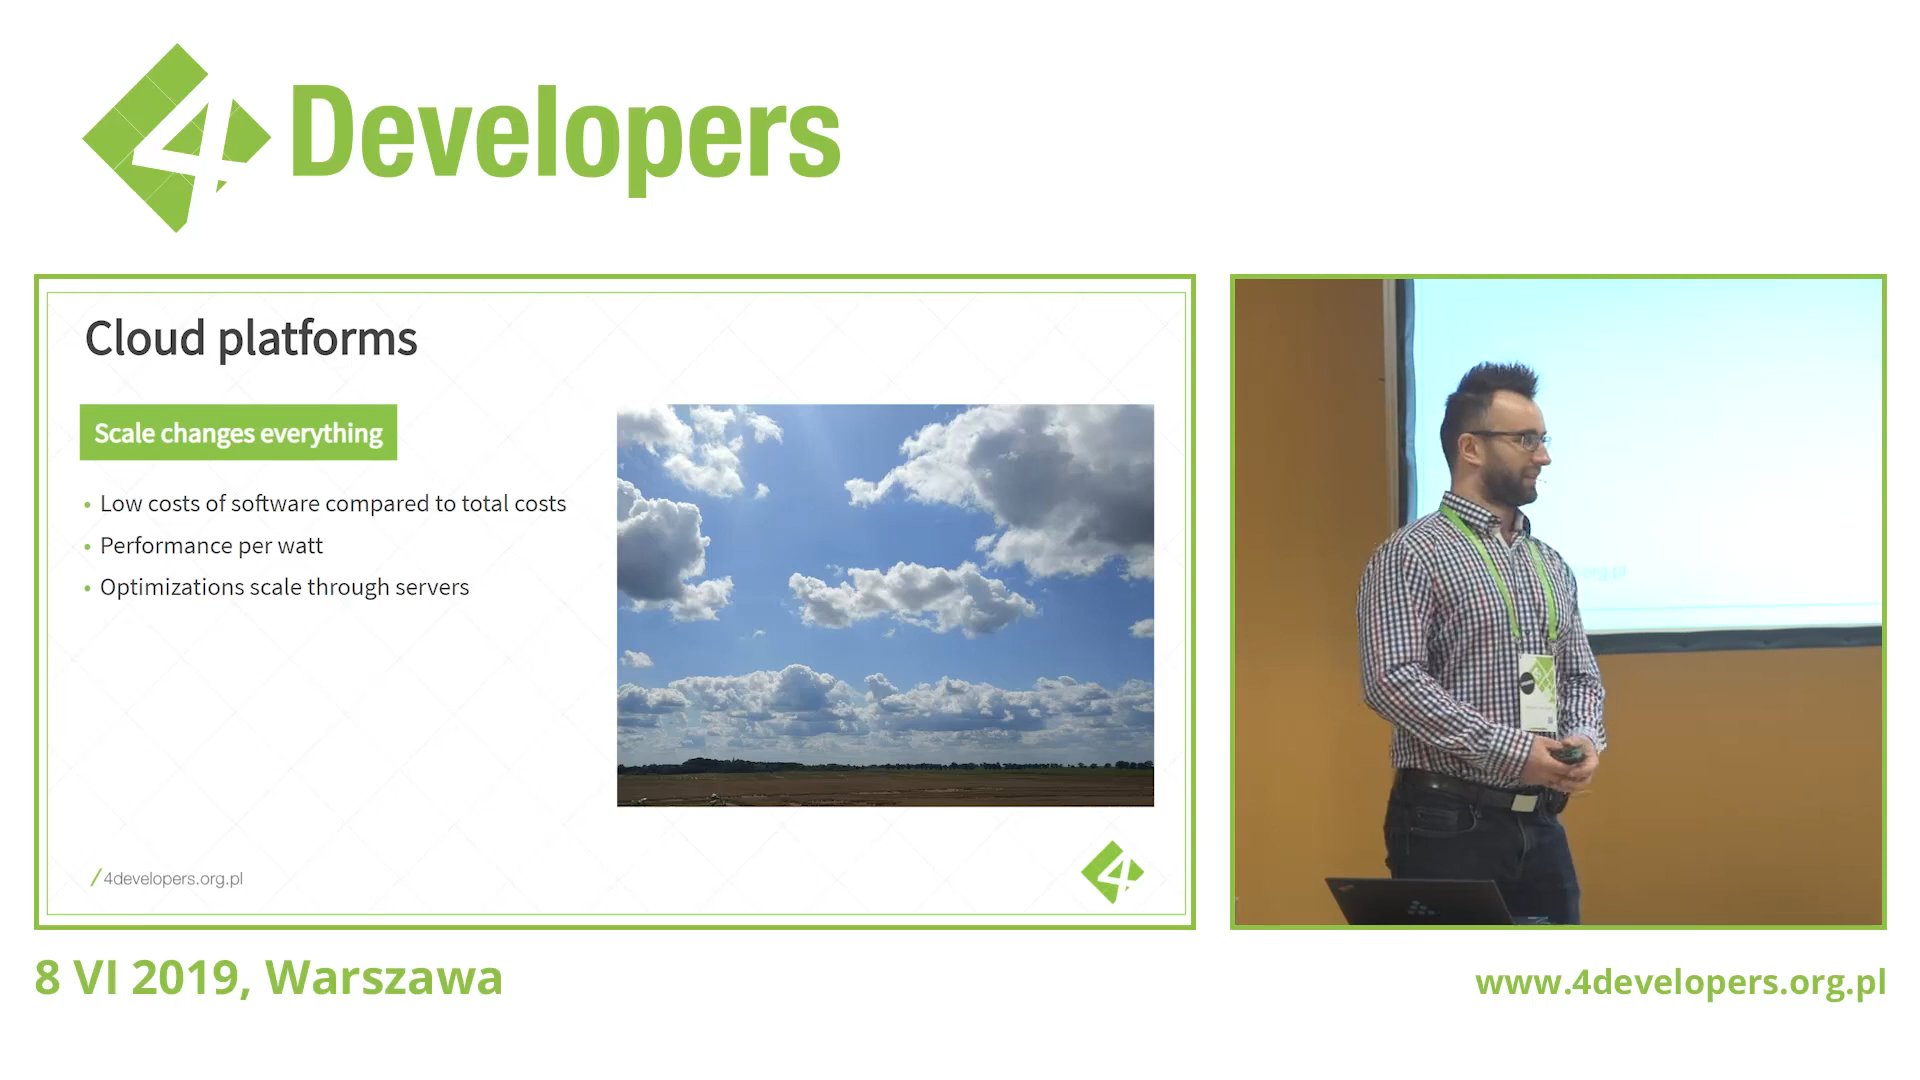 4Developers
Cloud platforms
Scale changes everything
• Low costs of software compared to total costs
• Performance per watt
• Optimizations scale through servers
/4developers.org.pl
4
8 VI 2019, Warszawa
www.4developers.org.pl